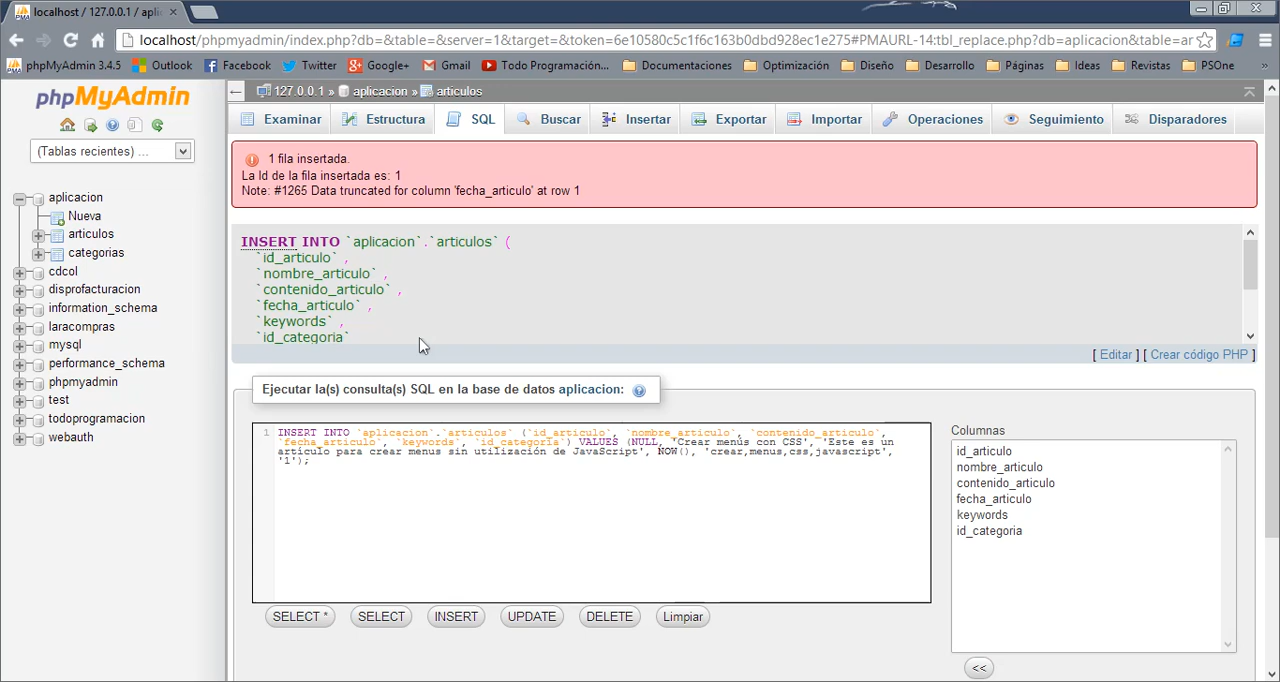 localhost / 127.0.0.1 / apli
localhost/phpmyadmin/index.php?db=&table=&server=1&target=&token=6e10580c5c1f6c163b0dbd928ec1e275#PMAURL-14:tbl_replace.php?db=aplicacion&table=ar
phpMyAdmin 3.4.5 Outlook Facebook Twitter Google+ Gmail Todo Programación... Documentaciones Optimización Diseño Desarrollo Páginas Ideas Revistas PSOne »
phpMyAdmin
(Tablas recientes) ...
aplicacion
Nueva
articulos
categorias
cdcol
disprofacturacion
information_schema
laracompras
mysql
performance_schema
phpmyadmin
test
todoprogramacion
webauth
127.0.0.1 » aplicacion » articulos
Examinar Estructura SQL Buscar Insertar Exportar Importar Operaciones Seguimiento Disparadores
1 fila insertada.
La Id de la fila insertada es: 1
Note: #1265 Data truncated for column 'fecha_articulo' at row 1
INSERT INTO `aplicacion`.`articulos` (
`id_articulo` ,
`nombre_articulo` ,
`contenido_articulo` ,
`fecha_articulo` ,
`keywords` ,
`id_categoria`
[ Editar ] [ Crear código PHP ]
Ejecutar la(s) consulta(s) SQL en la base de datos aplicacion:
1 INSERT INTO `aplicacion`.`articulos` (`id_articulo`, `nombre_articulo`, `contenido_articulo`,
`fecha_articulo`, `keywords`, `id_categoria`) VALUES (NULL, 'Crear menús con CSS', 'Este es un
artículo para crear menus sin utilización de JavaScript', NOW(), 'crear,menus,css,javascript',
'1');
Columnas
id_articulo
nombre_articulo
contenido_articulo
fecha_articulo
keywords
id_categoria
SELECT * SELECT INSERT UPDATE DELETE Limpiar
<<